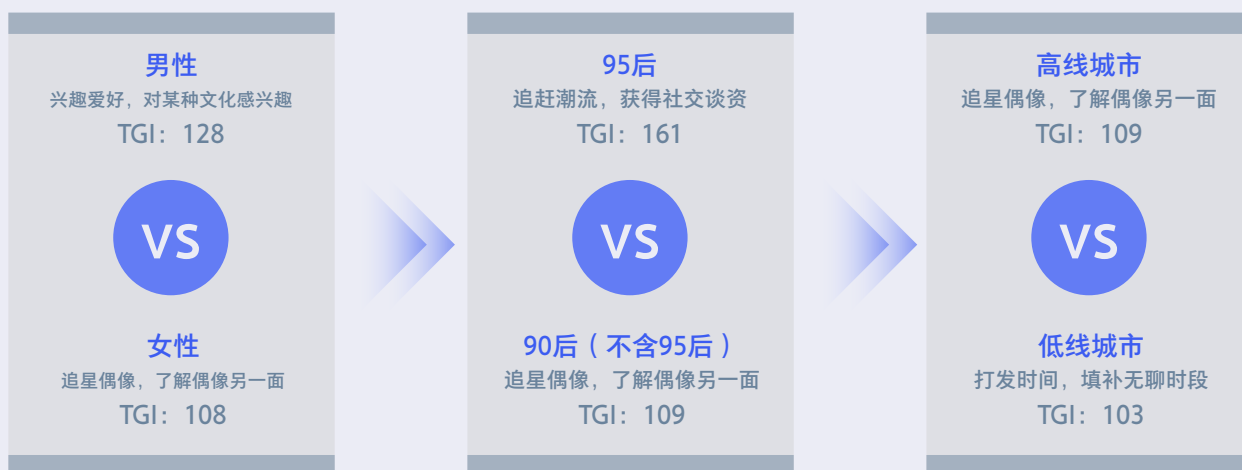 男性
兴趣爱好，对某种文化感兴趣
TGI：128
VS
女性
追星偶像，了解偶像另一面
TGI：108
95后
追赶潮流，获得社交谈资
TGI：161
VS
90后（不含95后）
追星偶像，了解偶像另一面
TGI：109
高线城市
追星偶像，了解偶像另一面
TGI：109
VS
低线城市
打发时间，填补无聊时段
TGI：103